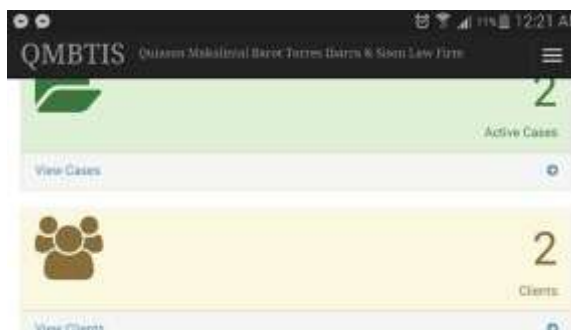 12:21 A
QMBTIS Quiason Makalintal Barot Torres Ibarra & Sison Law Firm
2
Active Cases
View Cases
2
Clients
View Clients